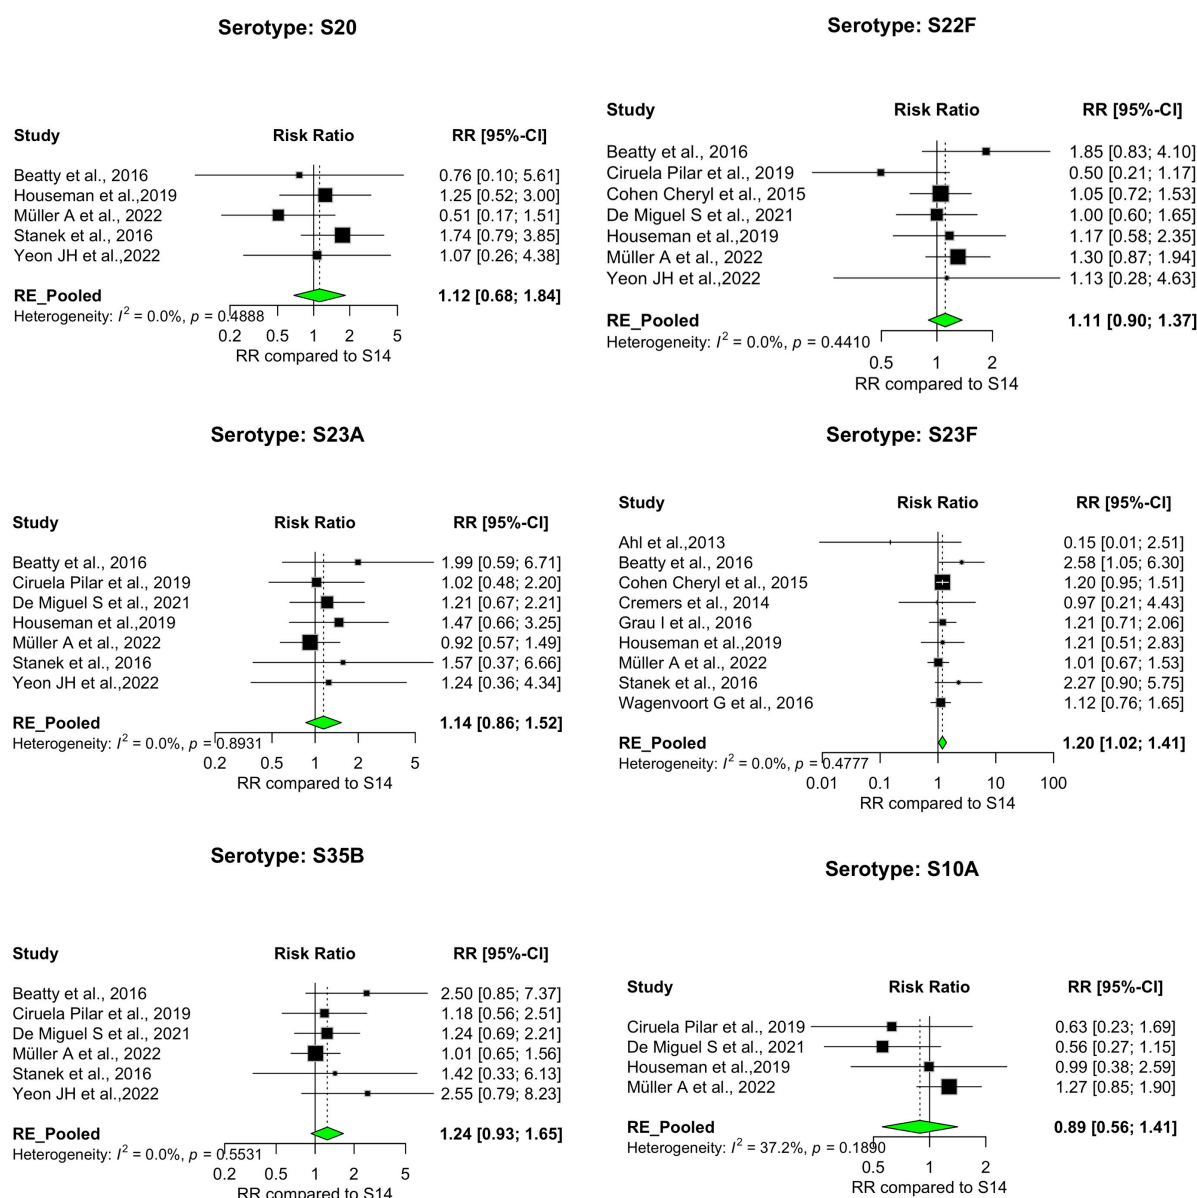 Serotype: S20
Study Risk Ratio RR [95%-CI]
Beatty et al., 2016 0.76 [0.10; 5.61]
Houseman et al.,2019 1.25 [0.52; 3.00]
Müller A et al., 2022 0.51 [0.17; 1.51]
Stanek et al., 2016 1.74 [0.79; 3.85]
Yeon JH et al.,2022 1.07 [0.26; 4.38]
RE_Pooled 1.12 [0.68; 1.84]
Heterogeneity: I² = 0.0%, p = 0.4888
0.2 0.5 1 2 5
RR compared to S14
Serotype: S22F
Study Risk Ratio RR [95%-CI]
Beatty et al., 2016 1.85 [0.83; 4.10]
Ciruela Pilar et al., 2019 0.50 [0.21; 1.17]
Cohen Cheryl et al., 2015 1.05 [0.72; 1.53]
De Miguel S et al., 2021 1.00 [0.60; 1.65]
Houseman et al.,2019 1.17 [0.58; 2.35]
Müller A et al., 2022 1.30 [0.87; 1.94]
Yeon JH et al.,2022 1.13 [0.28; 4.63]
RE_Pooled 1.11 [0.90; 1.37]
Heterogeneity: I² = 0.0%, p = 0.4410
0.5 1 2
RR compared to S14
Serotype: S23A
Study Risk Ratio RR [95%-CI]
Beatty et al., 2016 1.99 [0.59; 6.71]
Ciruela Pilar et al., 2019 1.02 [0.48; 2.20]
De Miguel S et al., 2021 1.21 [0.67; 2.21]
Houseman et al.,2019 1.47 [0.66; 3.25]
Müller A et al., 2022 0.92 [0.57; 1.49]
Stanek et al., 2016 1.57 [0.37; 6.66]
Yeon JH et al.,2022 1.24 [0.36; 4.34]
RE_Pooled 1.14 [0.86; 1.52]
Heterogeneity: I² = 0.0%, p = 0.8931
0.2 0.5 1 2 5
RR compared to S14
Serotype: S23F
Study Risk Ratio RR [95%-CI]
Ahl et al.,2013 0.15 [0.01; 2.51]
Beatty et al., 2016 2.58 [1.05; 6.30]
Cohen Cheryl et al., 2015 1.20 [0.95; 1.51]
Cremers et al., 2014 0.97 [0.21; 4.43]
Grau I et al., 2016 1.21 [0.71; 2.06]
Houseman et al.,2019 1.21 [0.51; 2.83]
Müller A et al., 2022 1.01 [0.67; 1.53]
Stanek et al., 2016 2.27 [0.90; 5.75]
Wagenvoort G et al., 2016 1.12 [0.76; 1.65]
RE_Pooled 1.20 [1.02; 1.41]
Heterogeneity: I² = 0.0%, p = 0.4777
0.01 0.1 1 10 100
RR compared to S14
Serotype: S35B
Study Risk Ratio RR [95%-CI]
Beatty et al., 2016 2.50 [0.85; 7.37]
Ciruela Pilar et al., 2019 1.18 [0.56; 2.51]
De Miguel S et al., 2021 1.24 [0.69; 2.21]
Müller A et al., 2022 1.01 [0.65; 1.56]
Stanek et al., 2016 1.42 [0.33; 6.13]
Yeon JH et al.,2022 2.55 [0.79; 8.23]
RE_Pooled 1.24 [0.93; 1.65]
Heterogeneity: I² = 0.0%, p = 0.5531
0.2 0.5 1 2 5
RR compared to S14
Serotype: S10A
Study Risk Ratio RR [95%-CI]
Ciruela Pilar et al., 2019 0.63 [0.23; 1.69]
De Miguel S et al., 2021 0.56 [0.27; 1.15]
Houseman et al.,2019 0.99 [0.38; 2.59]
Müller A et al., 2022 1.27 [0.85; 1.90]
RE_Pooled 0.89 [0.56; 1.41]
Heterogeneity: I² = 37.2%, p = 0.1890
0.5 1 2
RR compared to S14